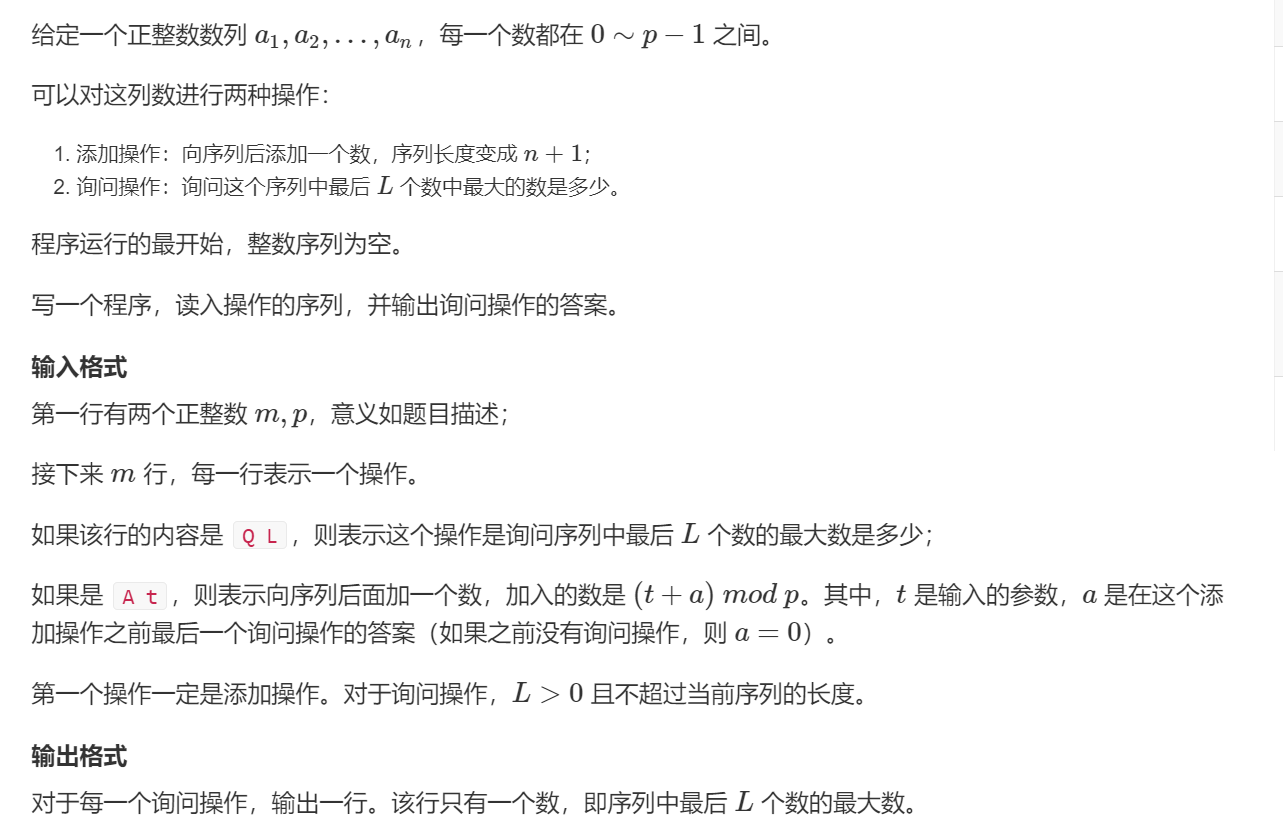 给定一个正整数数列 a₁, a₂, …, aₙ，每一个数都在 0 ∼ p − 1 之间。
可以对这列数进行两种操作：
1. 添加操作：向序列后添加一个数，序列长度变成 n + 1；
2. 询问操作：询问这个序列中最后 L 个数中最大的数是多少。
程序运行的最开始，整数序列为空。
写一个程序，读入操作的序列，并输出询问操作的答案。
输入格式
第一行有两个正整数 m, p，意义如题目描述；
接下来 m 行，每一行表示一个操作。
如果该行的内容是 Q L ，则表示这个操作是询问序列中最后 L 个数的最大数是多少；
如果是 A t ，则表示向序列后面加一个数，加入的数是 (t + a) mod p。其中，t 是输入的参数，a 是在这个添
加操作之前最后一个询问操作的答案（如果之前没有询问操作，则 a = 0）。
第一个操作一定是添加操作。对于询问操作，L > 0 且不超过当前序列的长度。
输出格式
对于每一个询问操作，输出一行。该行只有一个数，即序列中最后 L 个数的最大数。